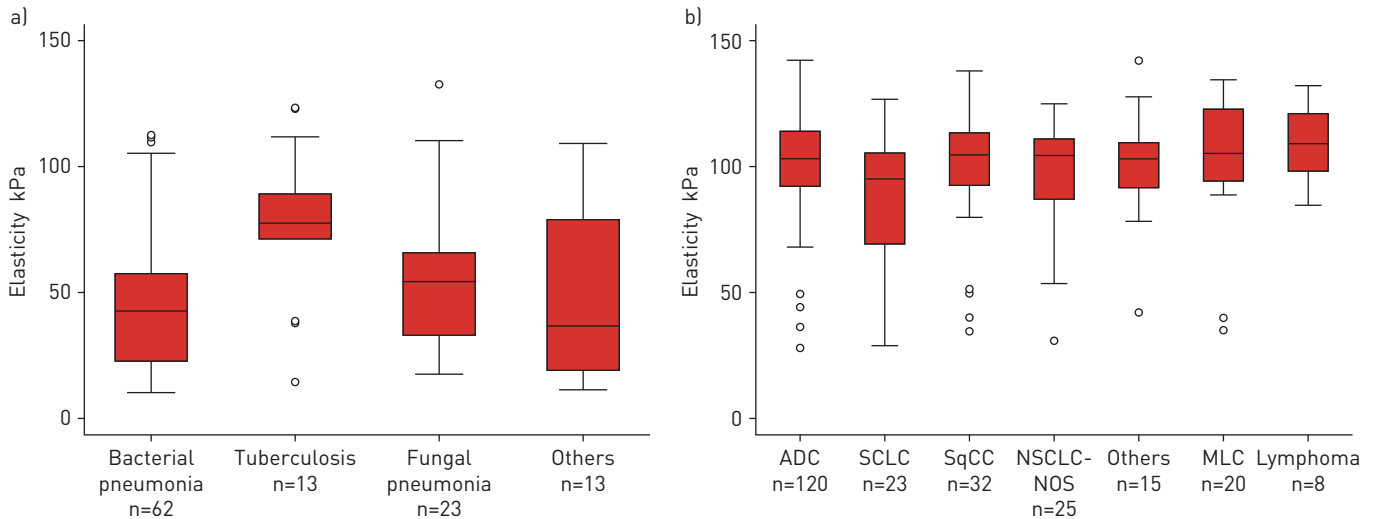 a)
150
100
50
0
Elasticity kPa
Bacterial
pneumonia
n=62
Tuberculosis
n=13
Fungal
pneumonia
n=23
Others
n=13
b)
150
100
50
0
Elasticity kPa
ADC
n=120
SCLC
n=23
SqCC
n=32
NSCLC-
NOS
n=25
Others
n=15
MLC
n=20
Lymphoma
n=8